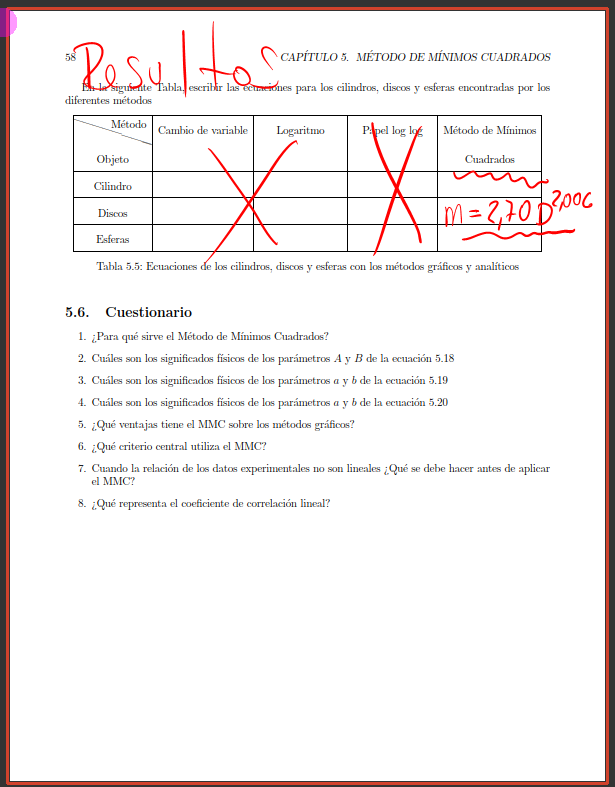 58
CAPÍTULO 5. MÉTODO DE MÍNIMOS CUADRADOS
Resultos
En la siguiente Tabla, escribir las ecuaciones para los cilindros, discos y esferas encontradas por los
diferentes métodos
Método Cambio de variable Logaritmo Papel log log Método de Mínimos
Objeto Cuadrados
Cilindro
Discos m = 2,70 D^2,006
Esferas
Tabla 5.5: Ecuaciones de los cilindros, discos y esferas con los métodos gráficos y analíticos
5.6. Cuestionario
1. ¿Para qué sirve el Método de Mínimos Cuadrados?
2. Cuáles son los significados físicos de los parámetros A y B de la ecuación 5.18
3. Cuáles son los significados físicos de los parámetros a y b de la ecuación 5.19
4. Cuáles son los significados físicos de los parámetros a y b de la ecuación 5.20
5. ¿Qué ventajas tiene el MMC sobre los métodos gráficos?
6. ¿Qué criterio central utiliza el MMC?
7. Cuando la relación de los datos experimentales no son lineales ¿Qué se debe hacer antes de aplicar
el MMC?
8. ¿Qué representa el coeficiente de correlación lineal?